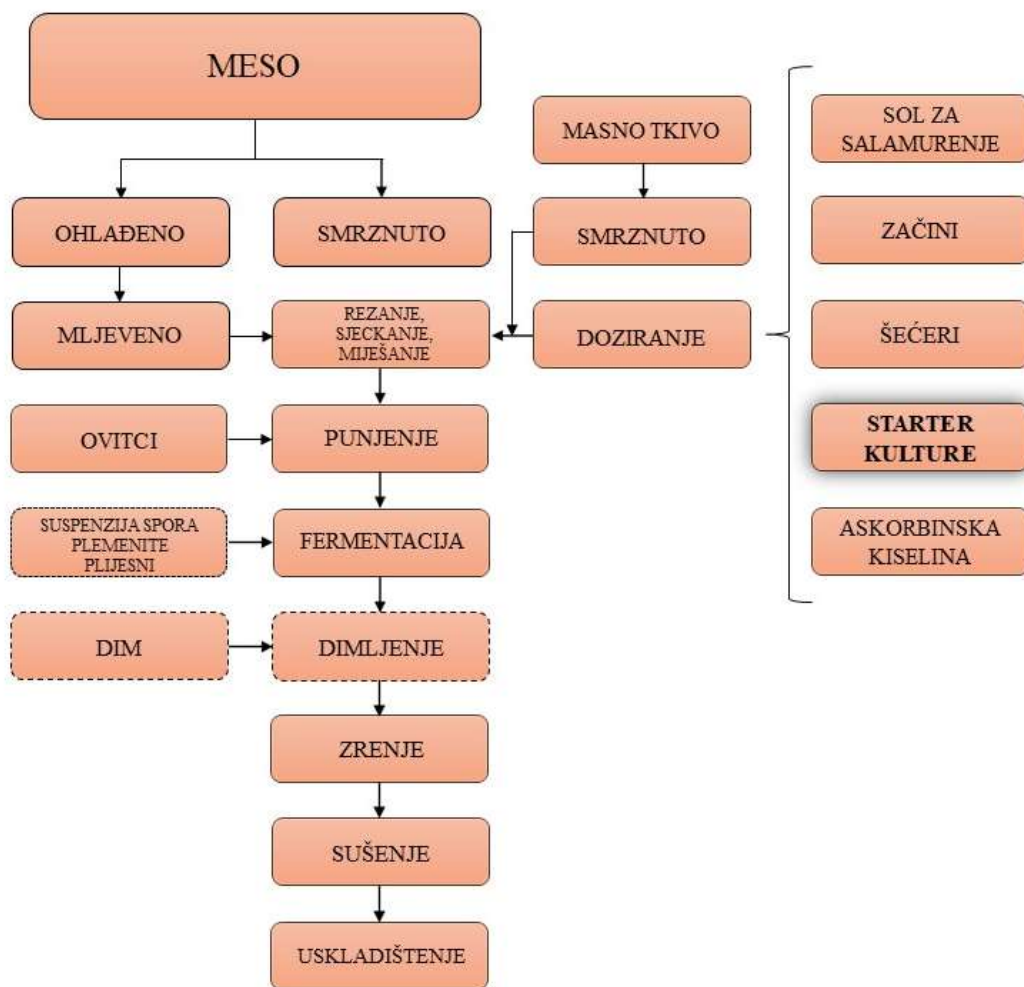 MESO
MASNO TKIVO
SOL ZA
SALAMURENJE
OHLAĐENO
SMRZNUTO
SMRZNUTO
ZAČINI
MLJEVENO
REZANJE,
SJECKANJE,
MIJEŠANJE
DOZIRANJE
ŠEĆERI
OVITCI
PUNJENJE
STARTER
KULTURE
SUSPENZIJA SPORA
PLEMENITE
PLIJESNI
FERMENTACIJA
ASKORBINSKA
KISELINA
DIM
DIMLJENJE
ZRENJE
SUŠENJE
USKLADIŠTENJE